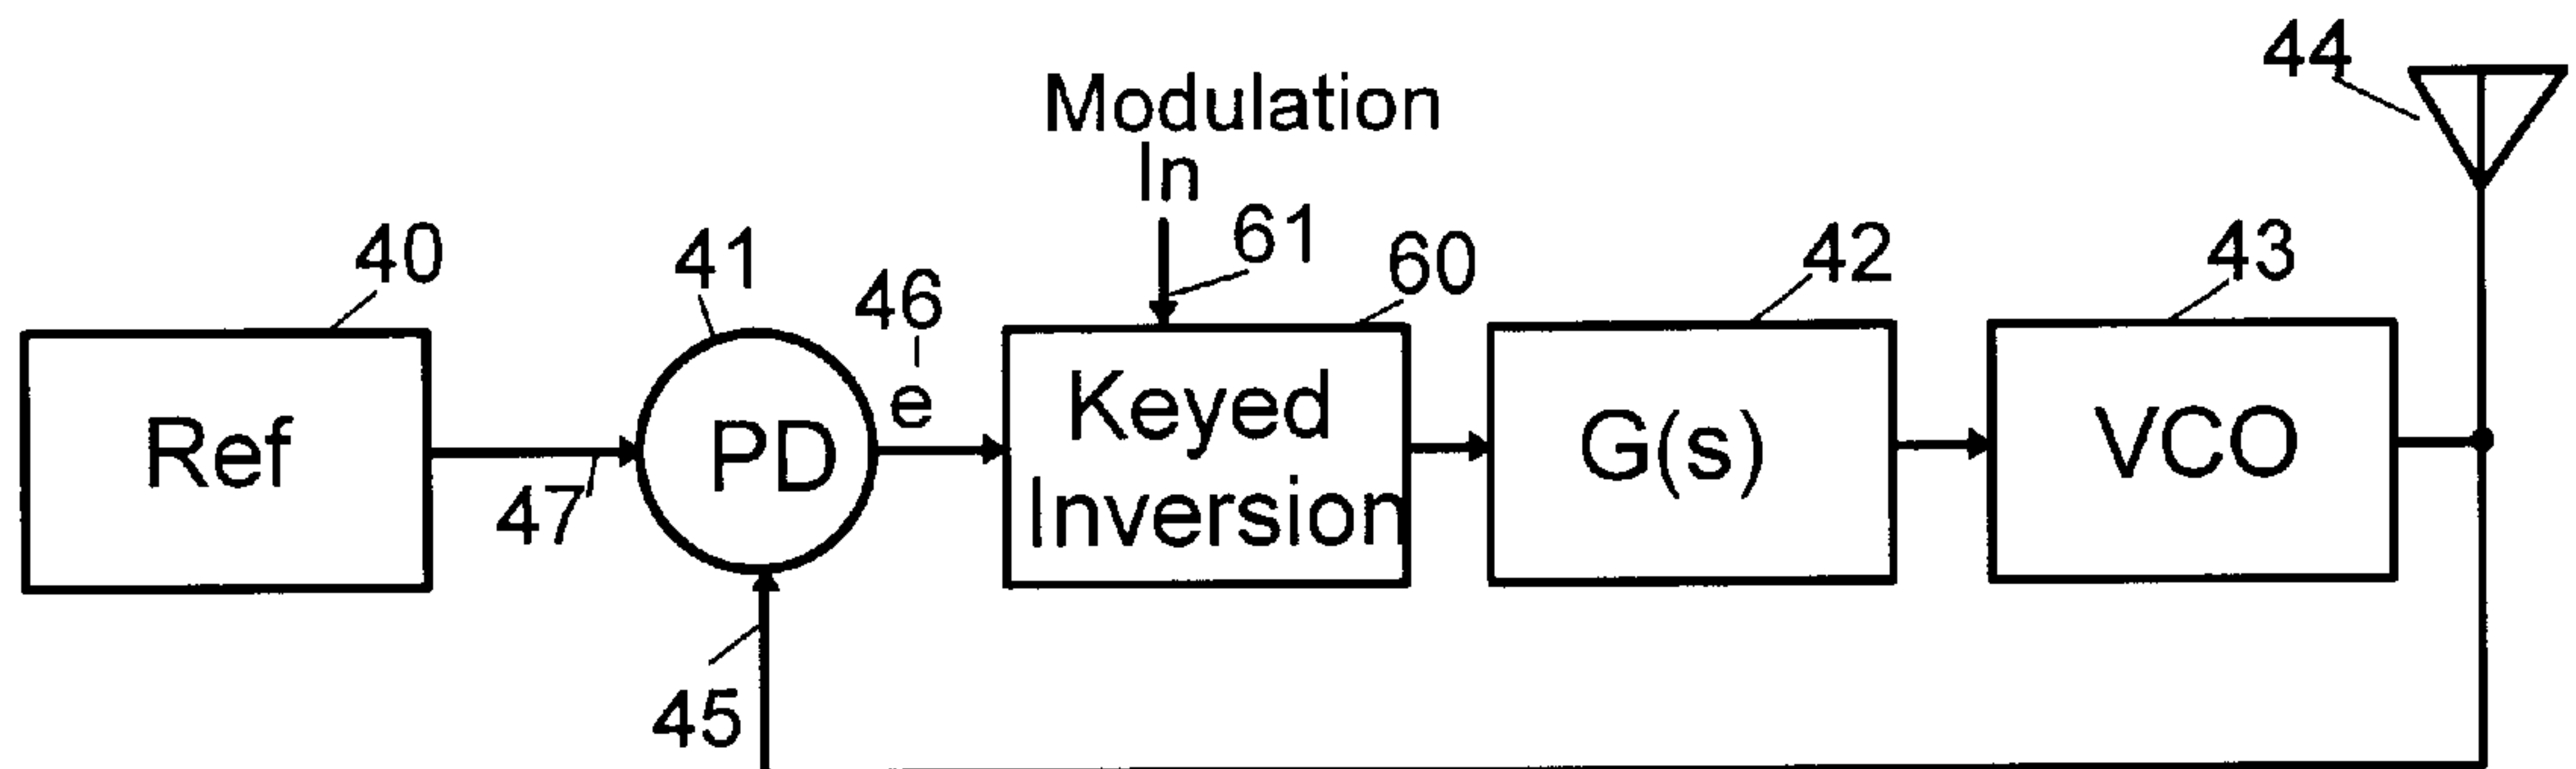 44
Modulation
In
40
41
46
61
60
42
43
Ref
47
PD
e
Keyed
Inversion
G(s)
VCO
45